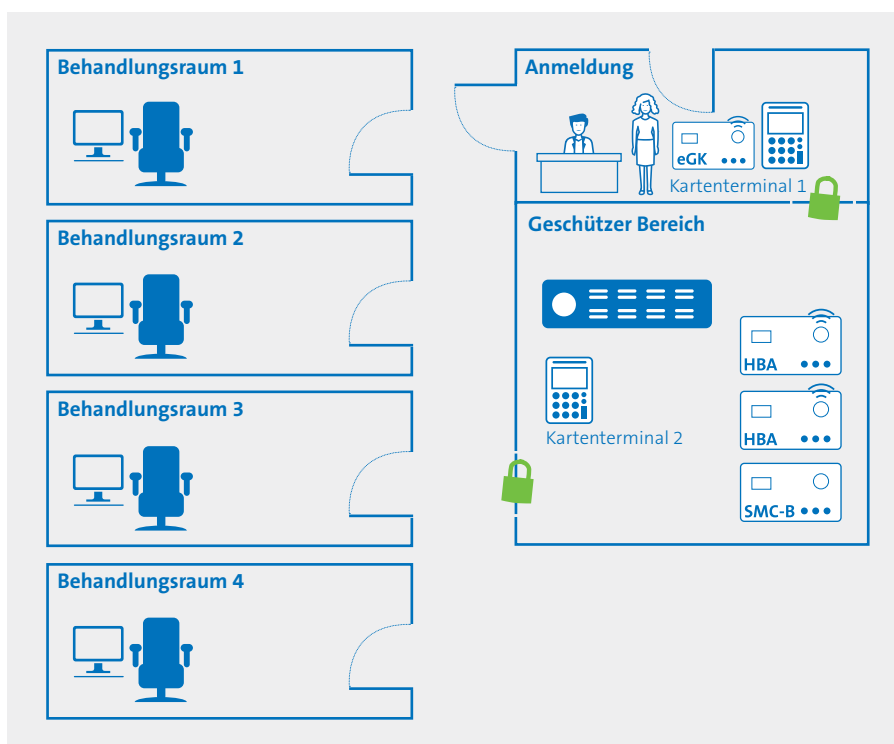 Behandlungsraum 1
Behandlungsraum 2
Behandlungsraum 3
Behandlungsraum 4
Anmeldung
eGK
Kartenterminal 1
Geschützer Bereich
HBA
Kartenterminal 2
HBA
SMC-B